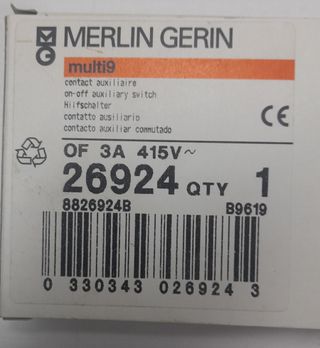 MERLIN GERIN
multi9
contact auxiliaire
on-off auxiliary switch
Hilfschalter
contatto ausiliario
contacto auxiliar conmutado
CE
OF 3A 415V~
26924 QTY 1
8826924B B9619
0 330343 026924 3